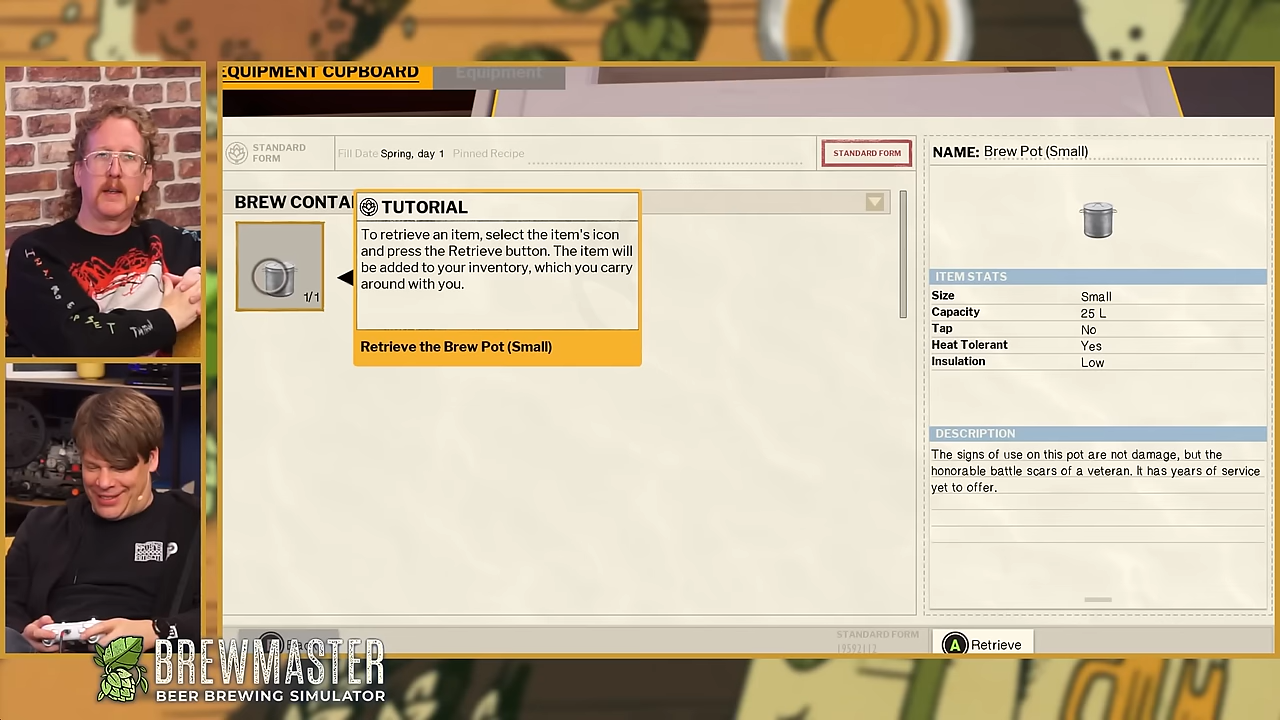 EQUIPMENT CUPBOARD
Equipment
STANDARD
FORM
Fill Date Spring, day 1 Pinned Recipe
STANDARD FORM
NAME: Brew Pot (Small)
BREW CONTA
1/1
TUTORIAL
To retrieve an item, select the item's icon
and press the Retrieve button. The item will
be added to your inventory, which you carry
around with you.
Retrieve the Brew Pot (Small)
ITEM STATS
Size Small
Capacity 25 L
Tap No
Heat Tolerant Yes
Insulation Low
DESCRIPTION
The signs of use on this pot are not damage, but the
honorable battle scars of a veteran. It has years of service
yet to offer.
STANDARD FORM
19592112
A Retrieve
BREWMASTER
BEER BREWING SIMULATOR